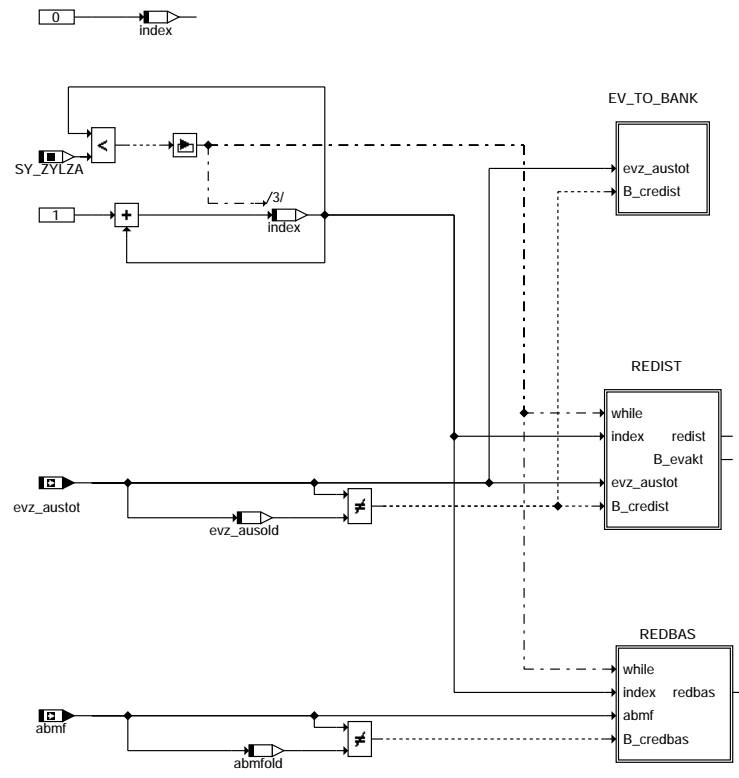 0
index
EV_TO_BANK
<
SY_ZYLZA
evz_austot
B_credist
/3/
1
+
index
REDIST
while
index redist
B_evakt
evz_austot
evz_austot
B_credist
≠
evz_ausold
REDBAS
while
index redbas
abmf
abmf
B_credbas
≠
abmfold